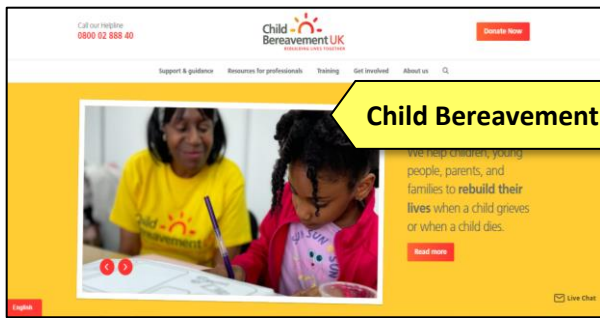 Call our Helpline
0800 02 888 40
Child
Bereavement UK
REBUILDING LIVES TOGETHER
Donate Now
Support & guidance Resources for professionals Training Get involved About us
Child Bereavement
We help children, young
people, parents, and
families to rebuild their
lives when a child grieves
or when a child dies.
Read more
Child
Bereavement
SUN SUN
English
Live Chat